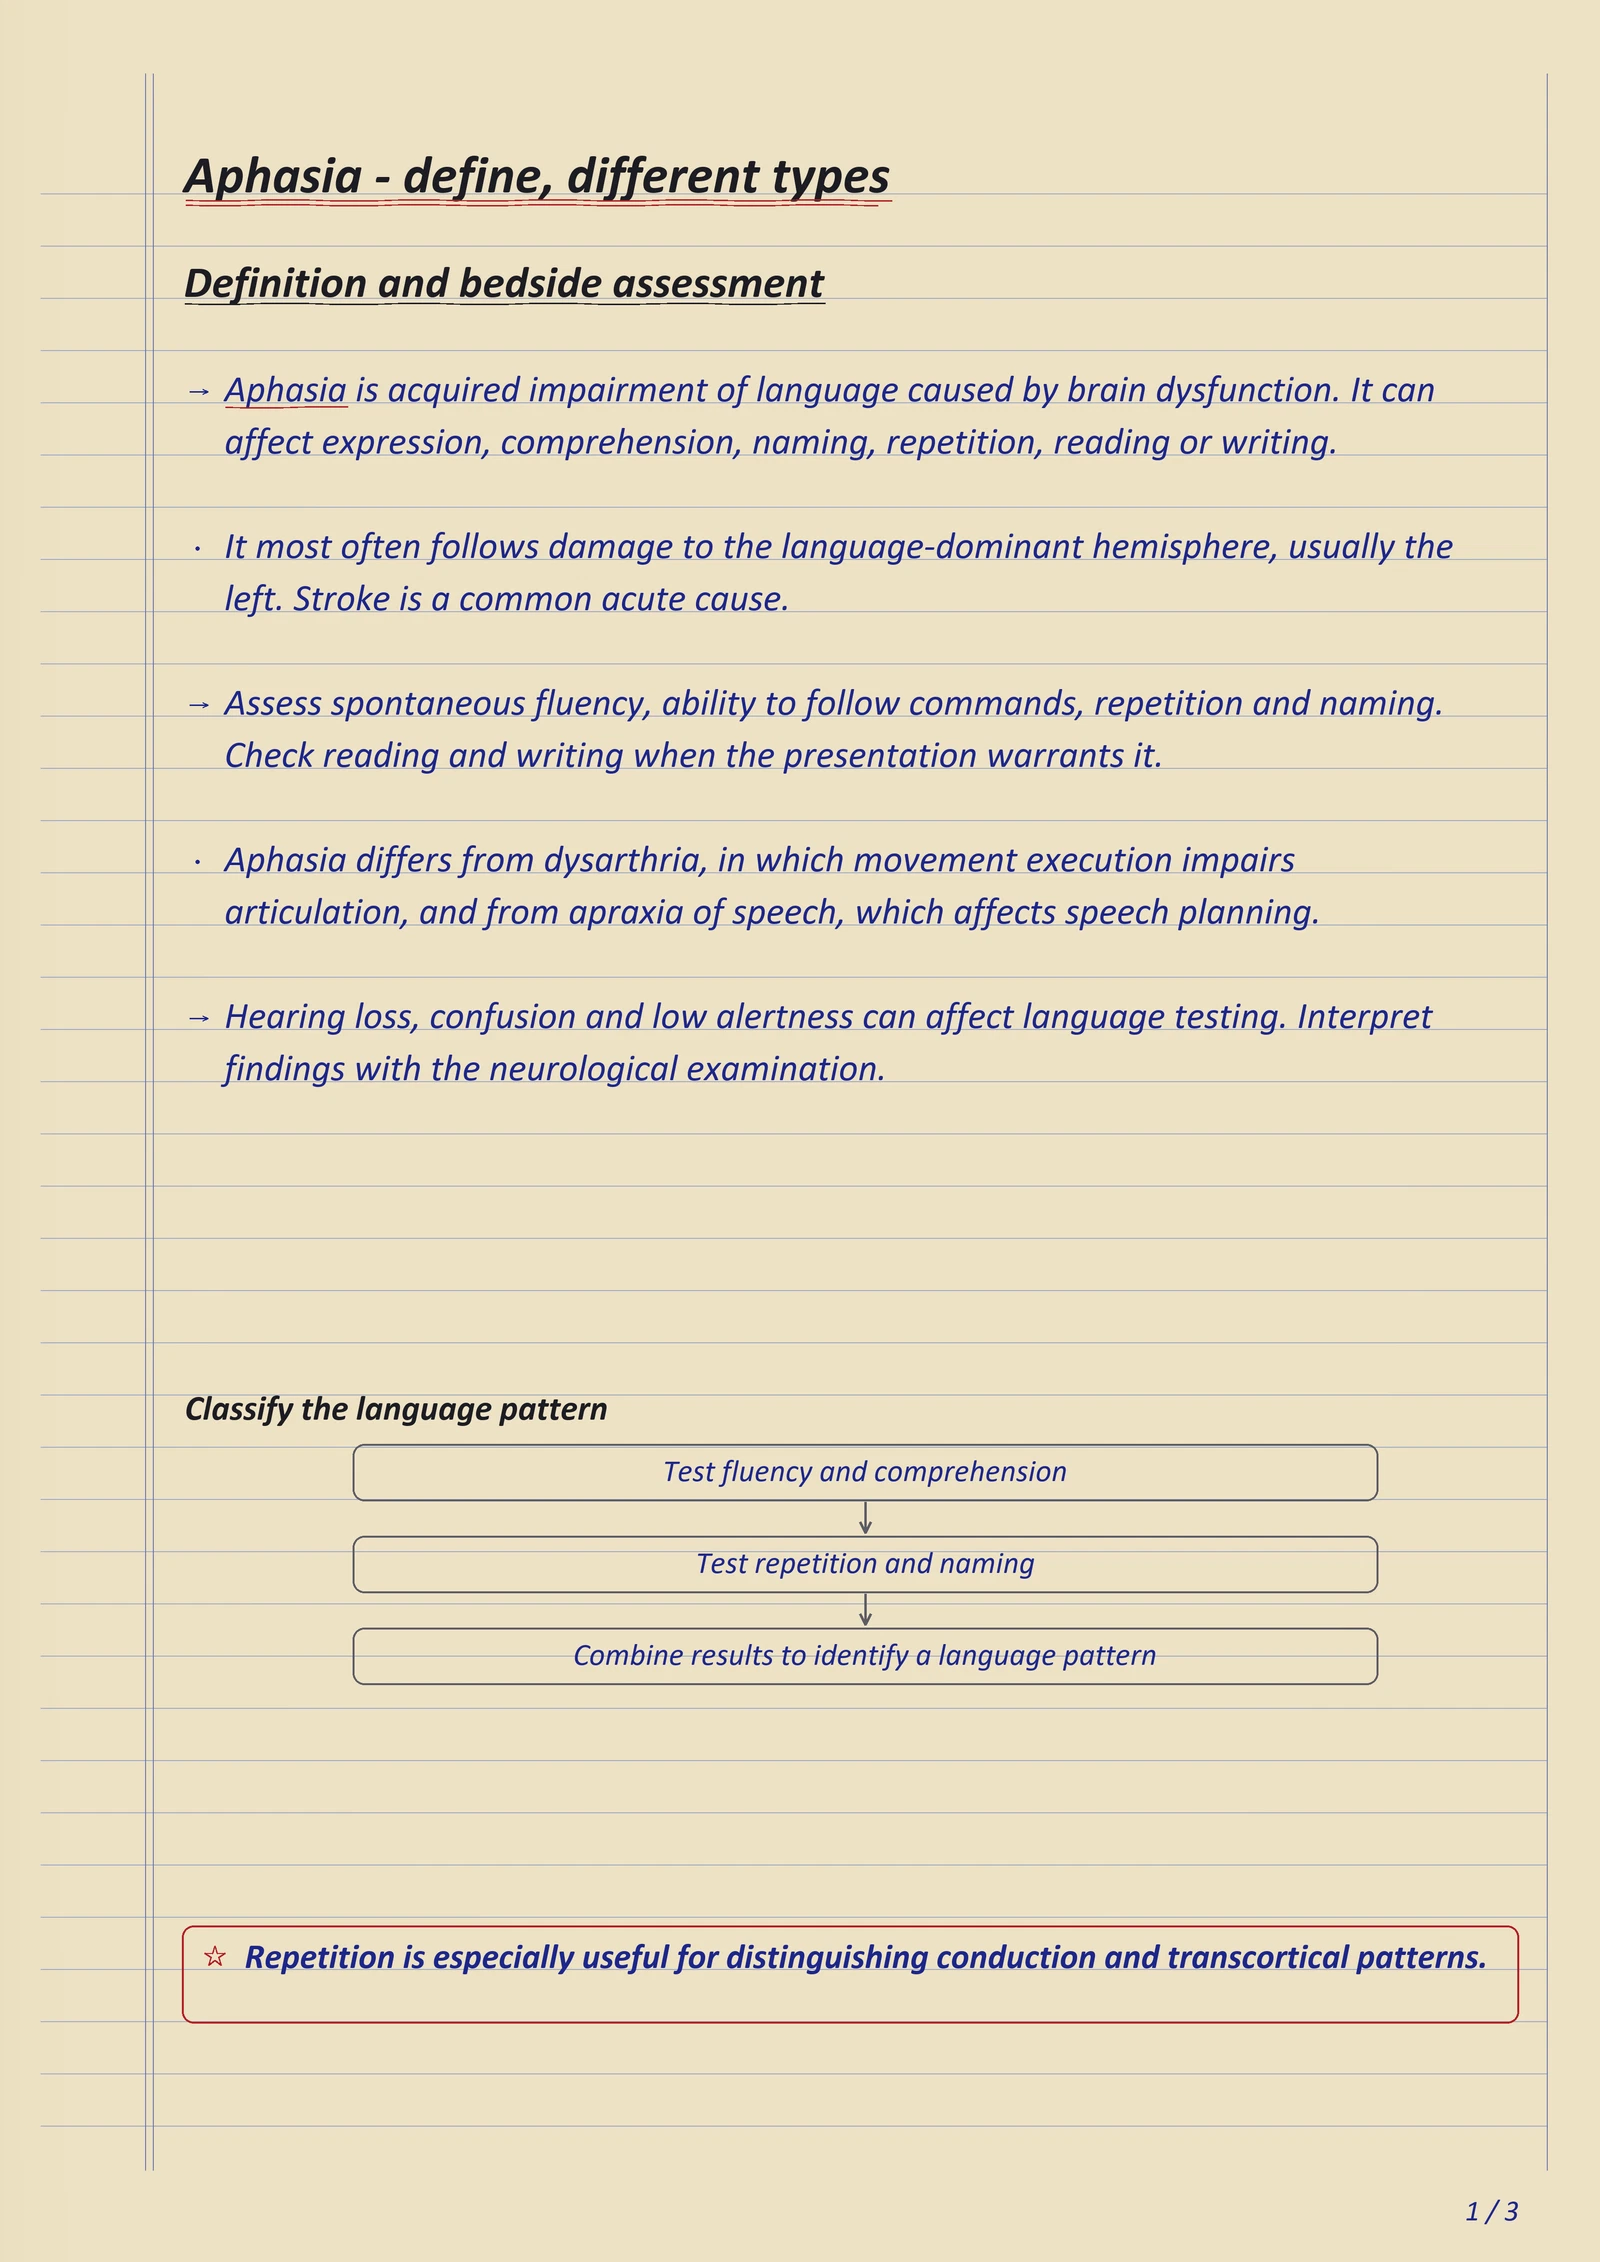 Aphasia - define, different types
Definition and bedside assessment
→ Aphasia is acquired impairment of language caused by brain dysfunction. It can
affect expression, comprehension, naming, repetition, reading or writing.
· It most often follows damage to the language-dominant hemisphere, usually the
left. Stroke is a common acute cause.
→ Assess spontaneous fluency, ability to follow commands, repetition and naming.
Check reading and writing when the presentation warrants it.
· Aphasia differs from dysarthria, in which movement execution impairs
articulation, and from apraxia of speech, which affects speech planning.
→ Hearing loss, confusion and low alertness can affect language testing. Interpret
findings with the neurological examination.
Classify the language pattern
Test fluency and comprehension
Test repetition and naming
Combine results to identify a language pattern
☆ Repetition is especially useful for distinguishing conduction and transcortical patterns.
1 / 3